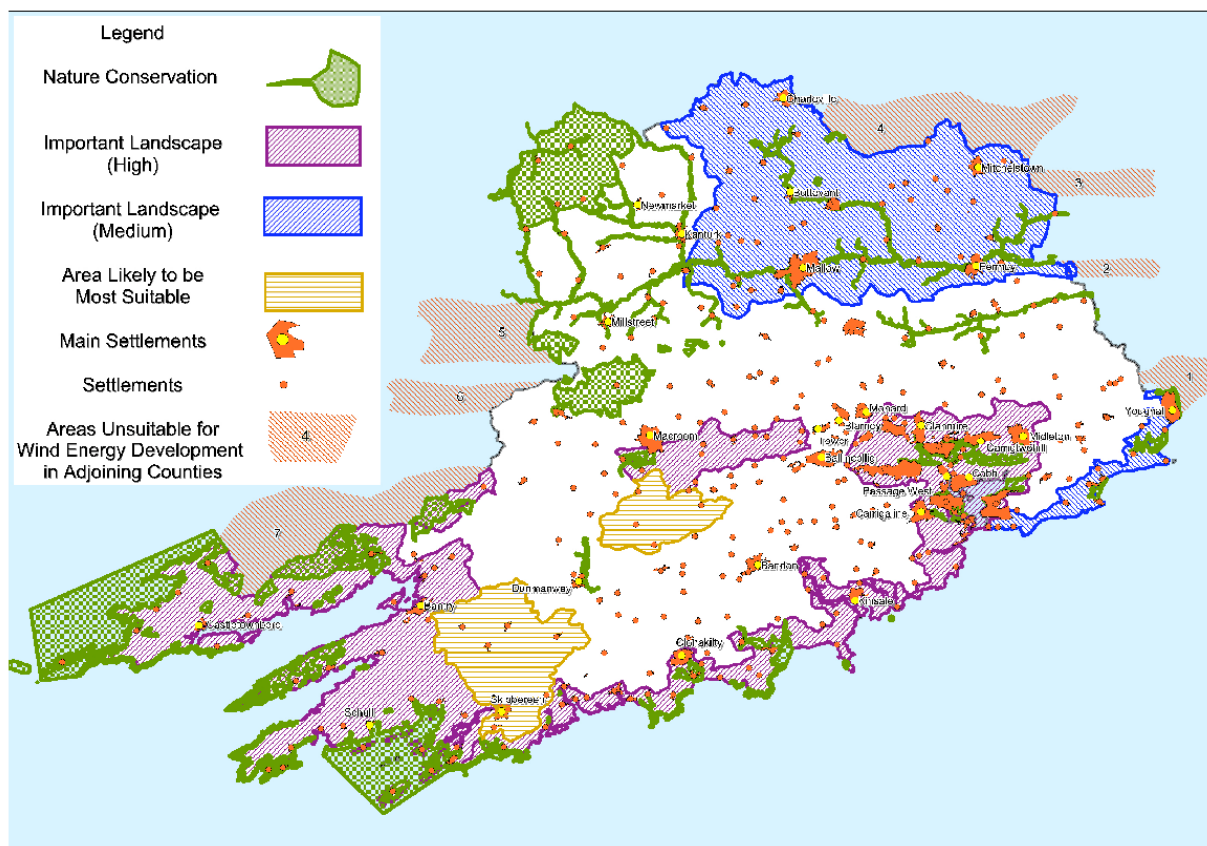 Legend
Nature Conservation
Important Landscape
(High)
Important Landscape
(Medium)
Area Likely to be
Most Suitable
Main Settlements
Settlements
Areas Unsuitable for
Wind Energy Development
in Adjoining Counties
4
Charleville
4
Mitchelstown
3
Buttevant
Newmarket
Kanturk
Mallow
Fermoy
2
Millstreet
5
6
1
Youghal
Blarney
Glanmire
Macroom
Midleton
Tower
Carrigtwohill
Ballincollig
Cobh
Passage West
Carrigaline
7
Bandon
Dunmanway
Kinsale
Bantry
Castletownbere
Clonakilty
Skibbereen
Schull